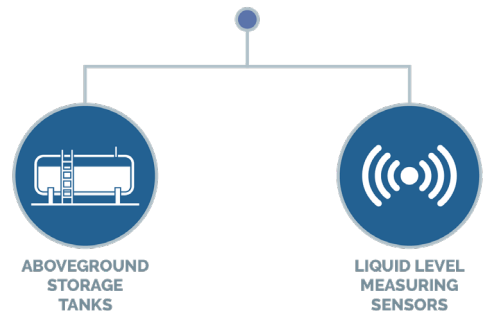 ABOVEGROUND
STORAGE
TANKS
LIQUID LEVEL
MEASURING
SENSORS